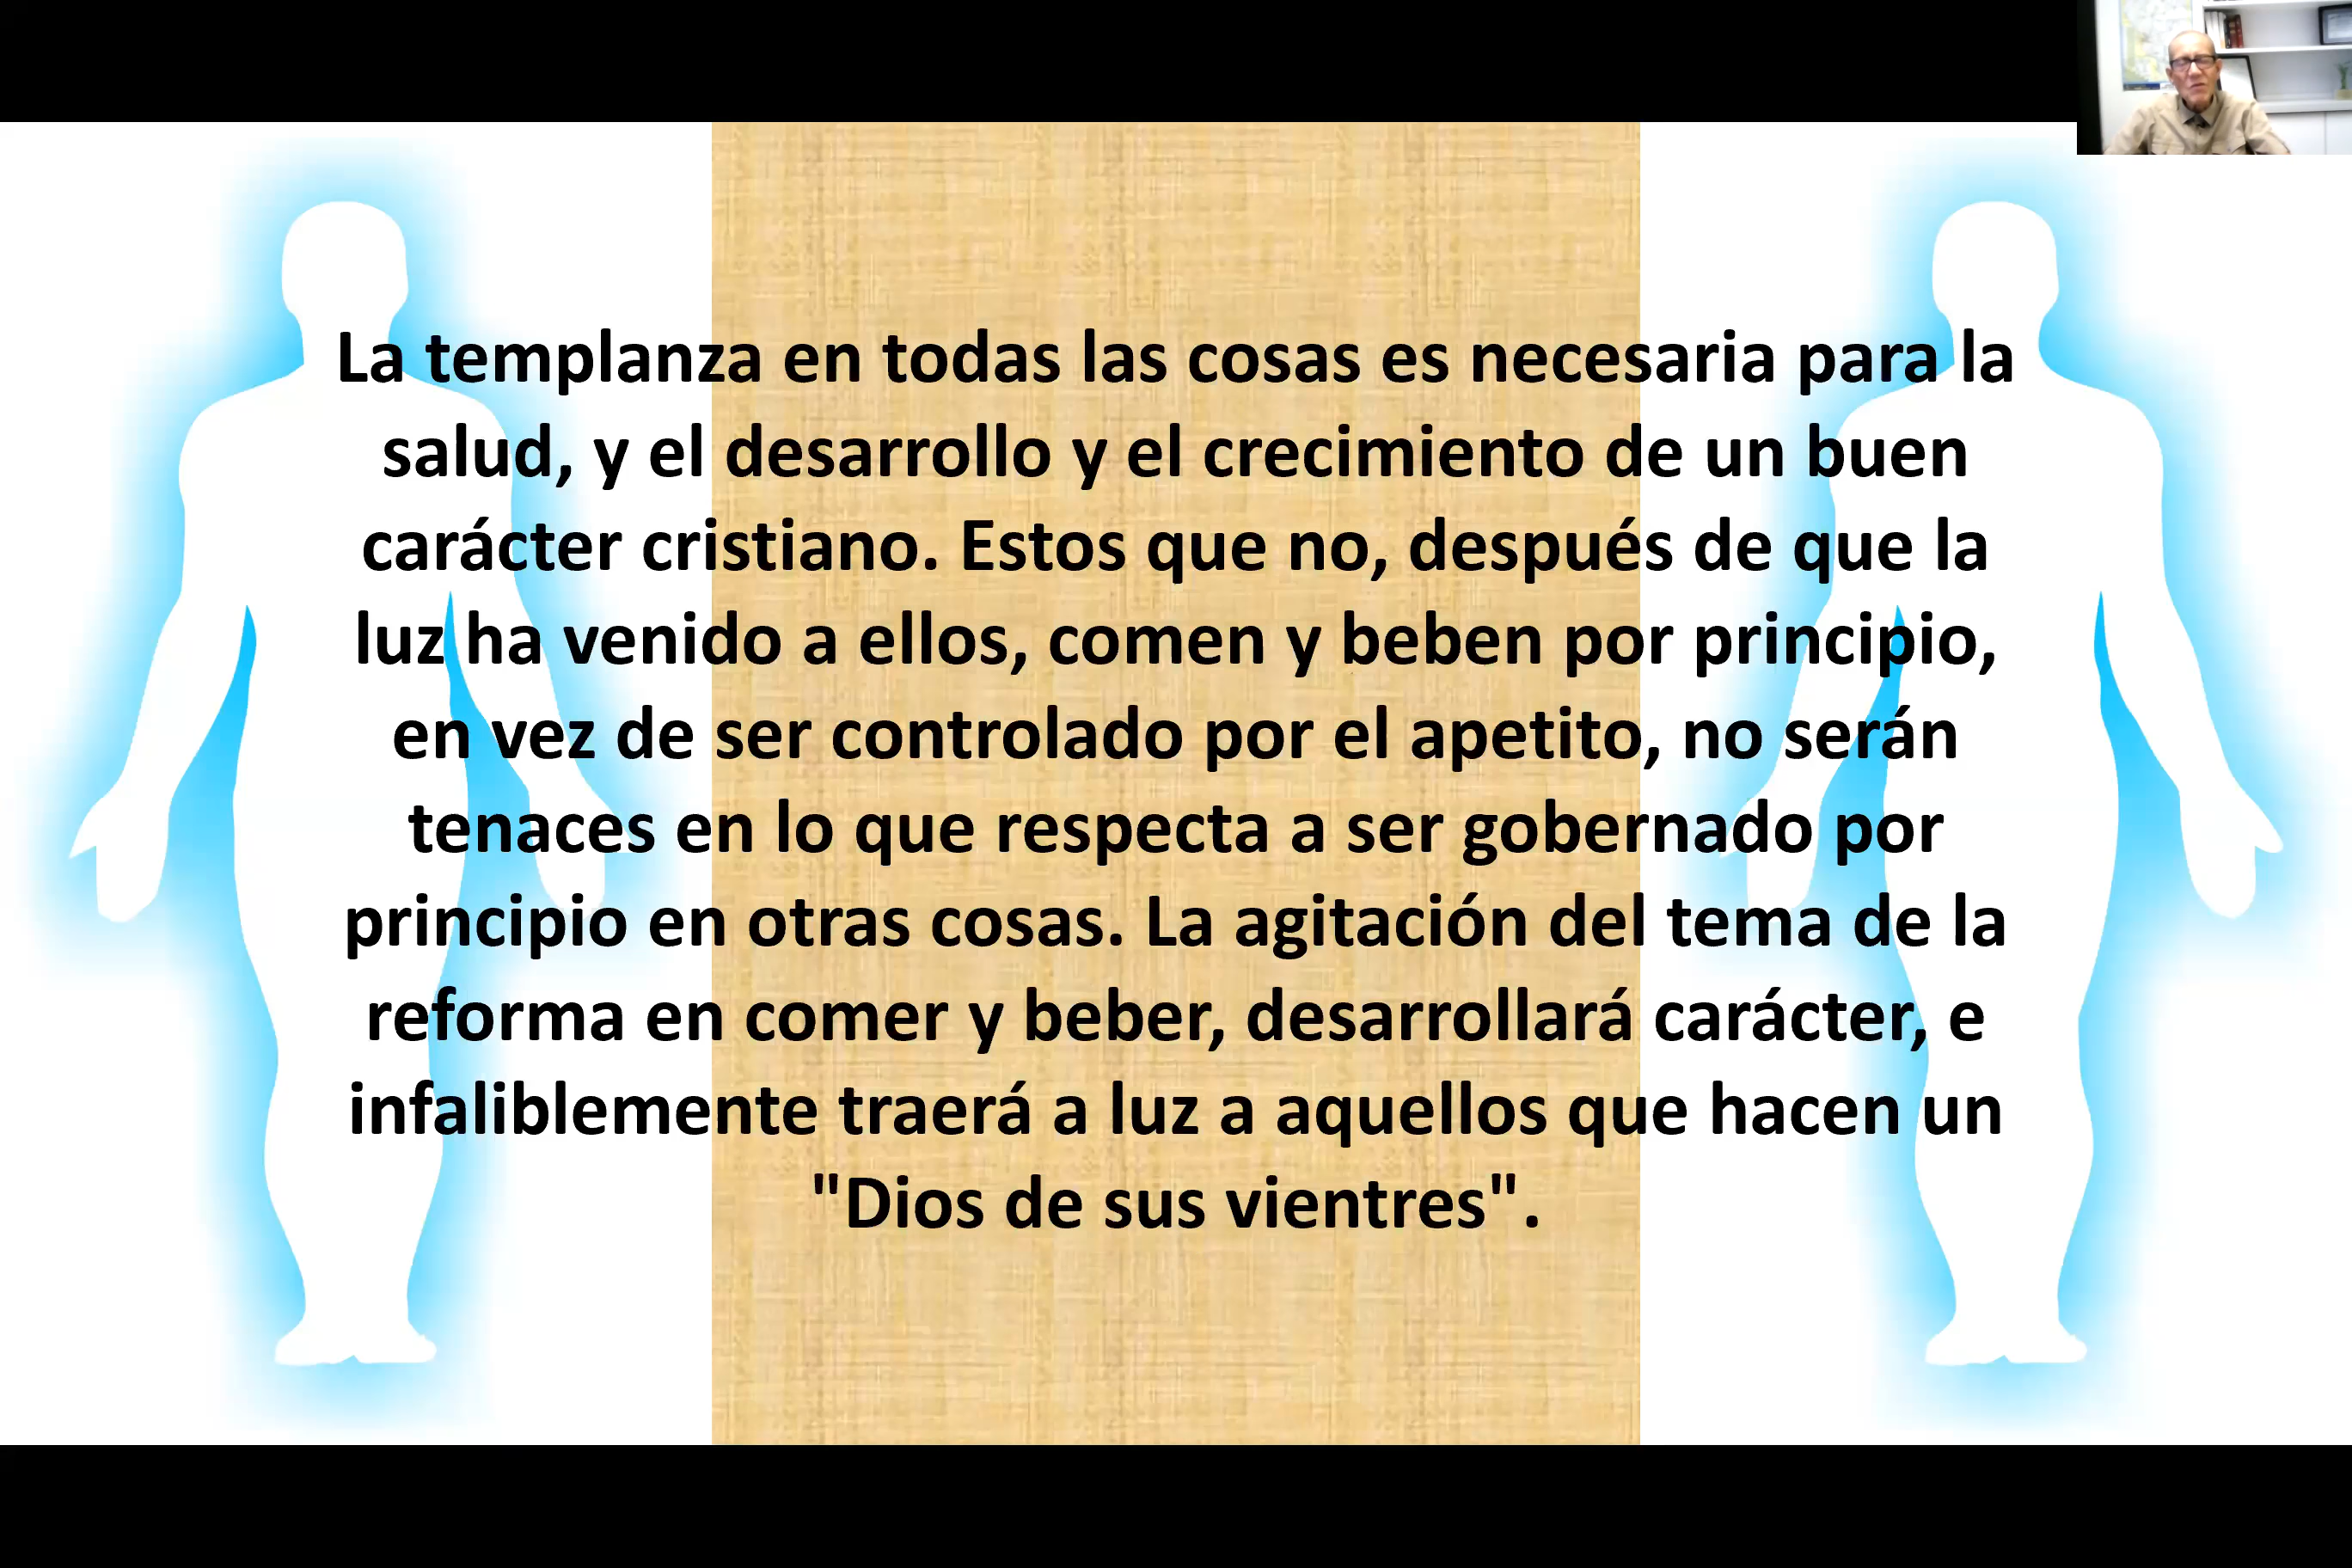 La templanza en todas las cosas es necesaria para la
salud, y el desarrollo y el crecimiento de un buen
carácter cristiano. Estos que no, después de que la
luz ha venido a ellos, comen y beben por principio,
en vez de ser controlado por el apetito, no serán
tenaces en lo que respecta a ser gobernado por
principio en otras cosas. La agitación del tema de la
reforma en comer y beber, desarrollará carácter, e
infaliblemente traerá a luz a aquellos que hacen un
"Dios de sus vientres".